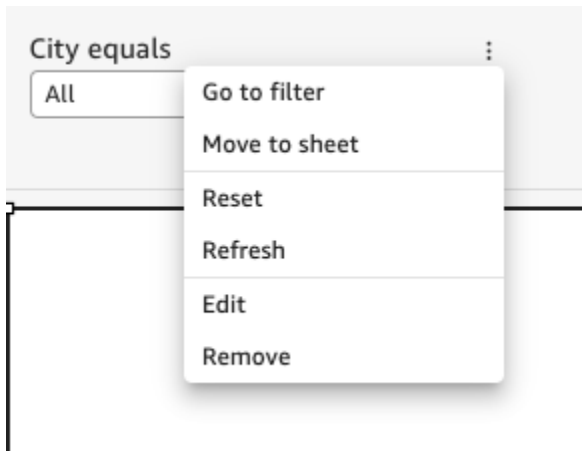 City equals
All
Go to filter
Move to sheet
Reset
Refresh
Edit
Remove